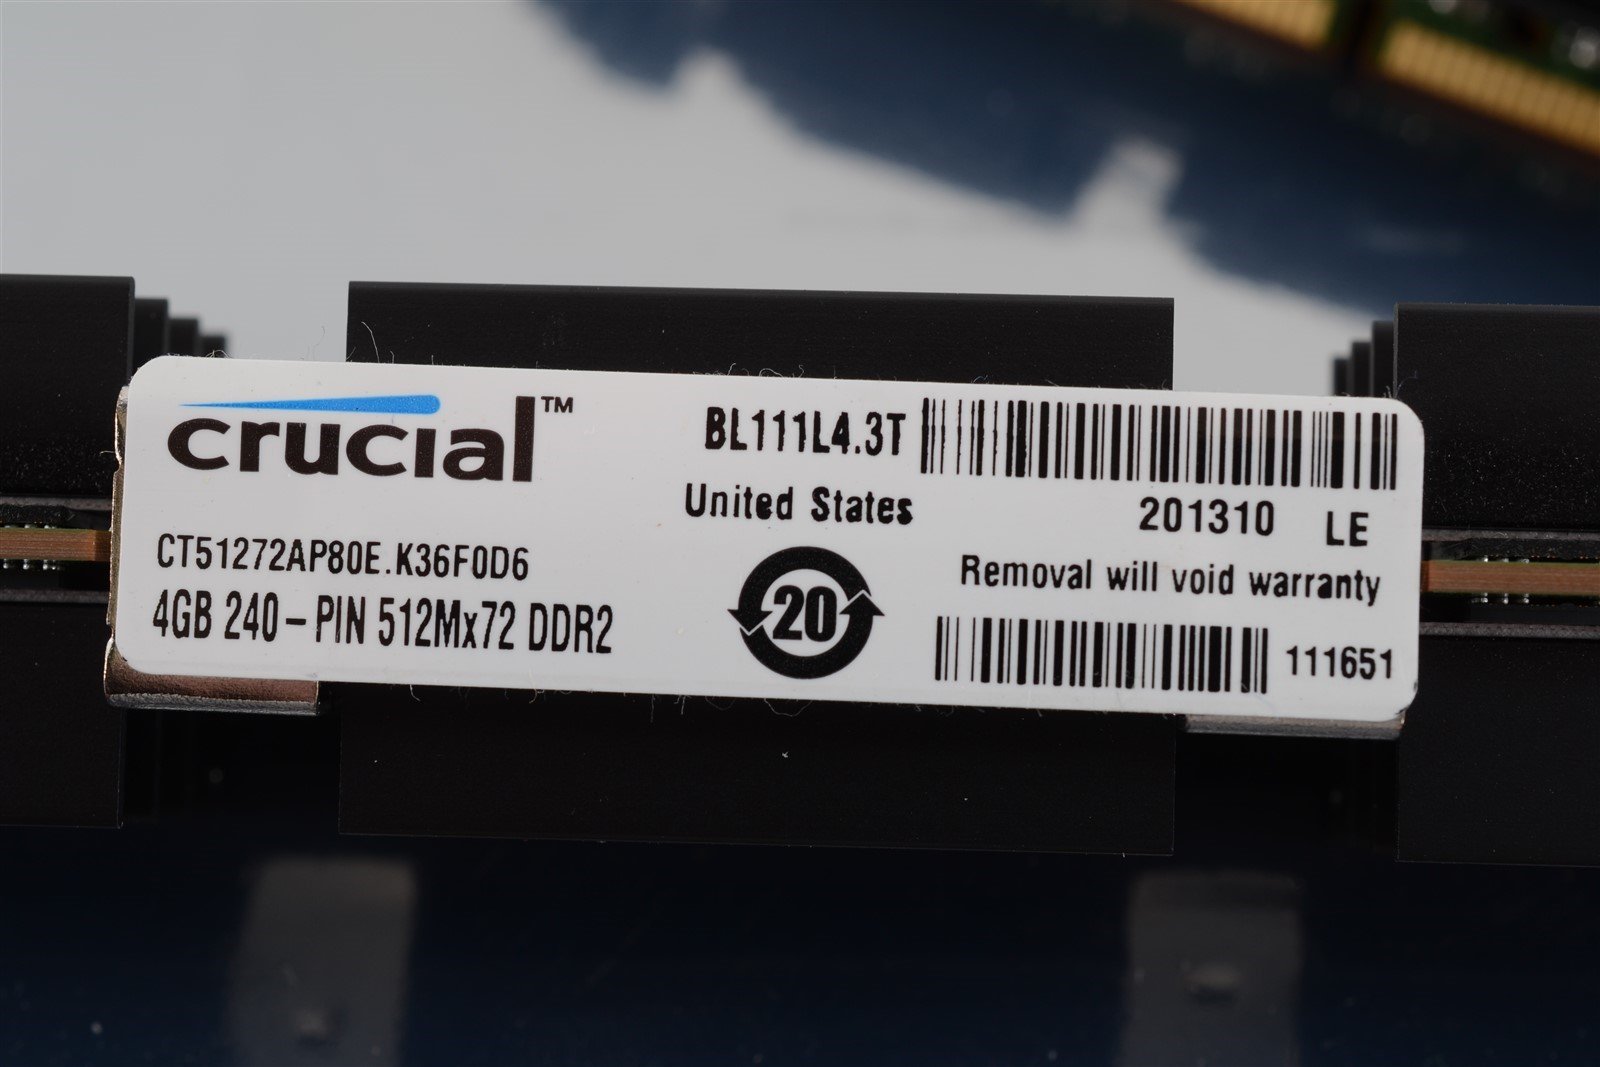 crucial™
CT51272AP80E.K36F0D6
4GB 240-PIN 512Mx72 DDR2
BL111L4.3T
United States
20
201310 LE
Removal will void warranty
111651